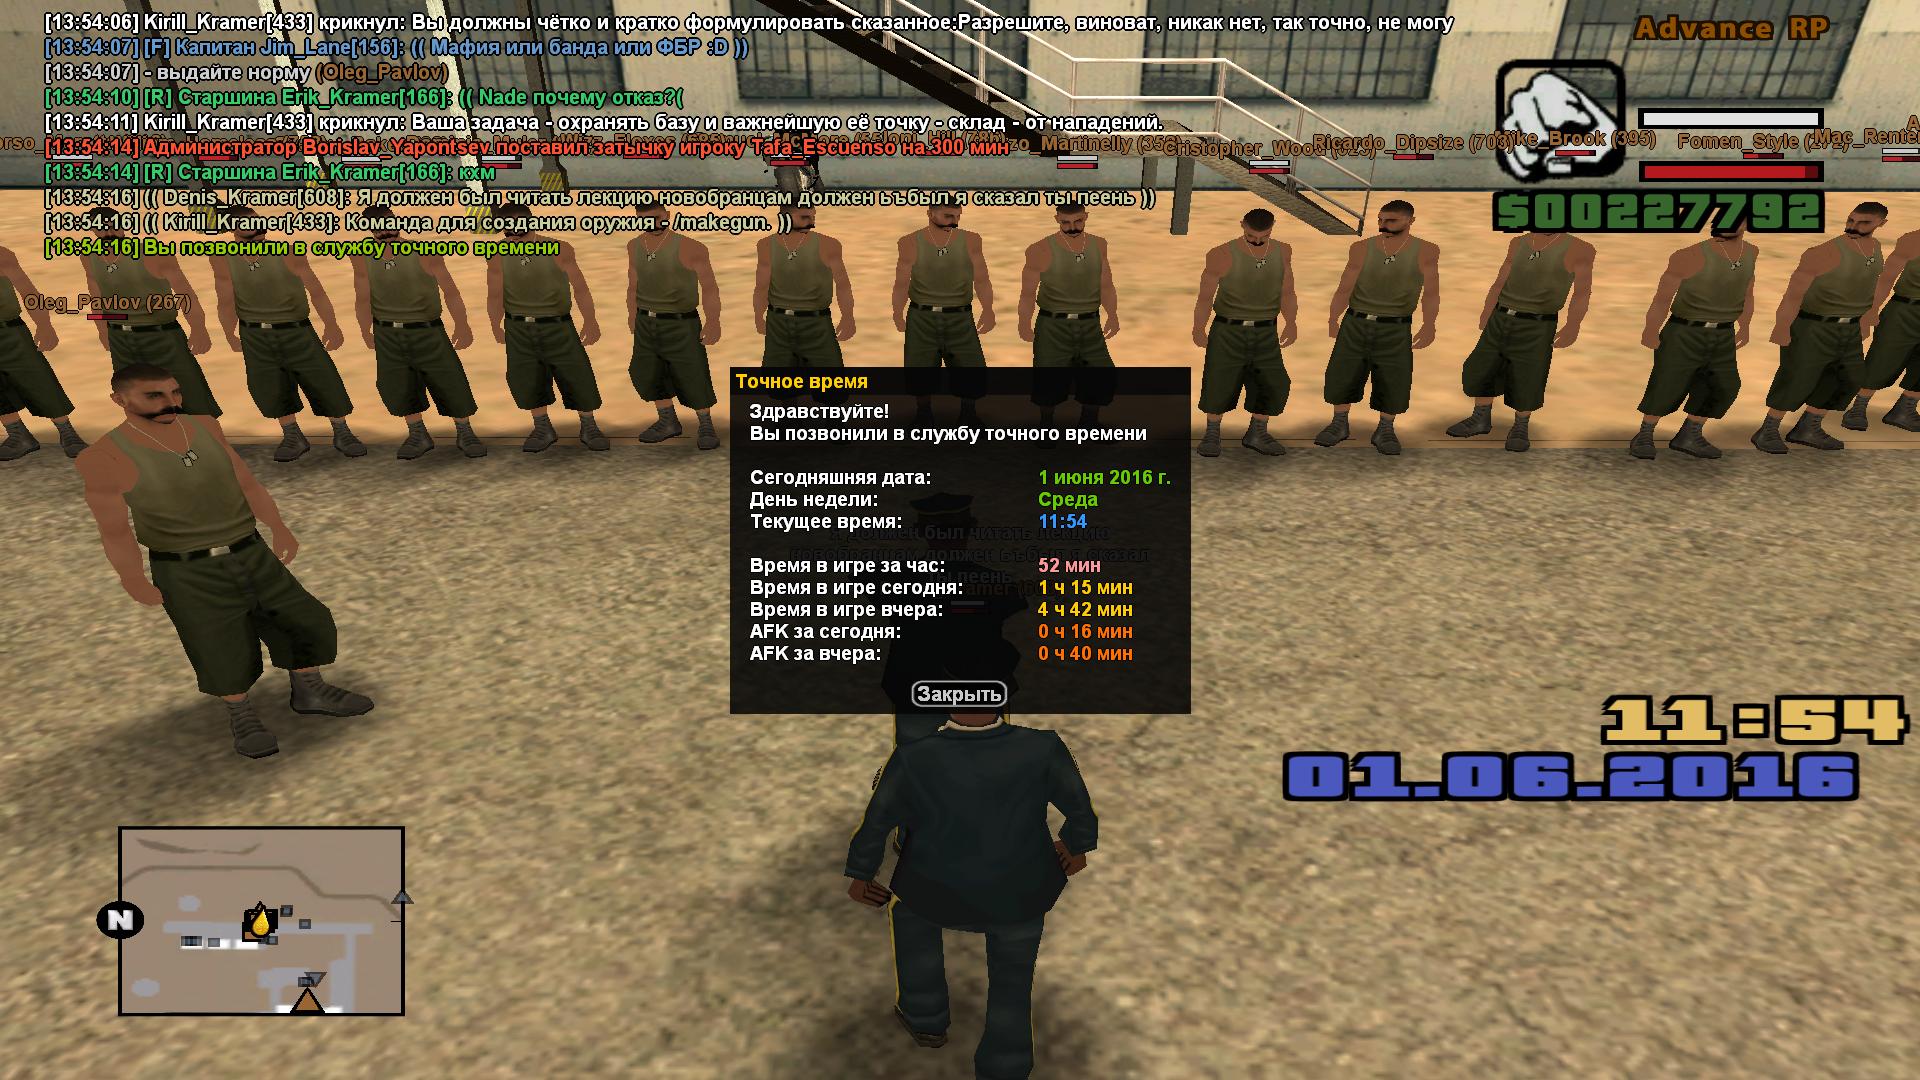 [13:54:06] Kirill_Kramer[433] крикнул: Вы должны чётко и кратко формулировать сказанное:Разрешите, виноват, никак нет, так точно, не могу
Advance RP
[13:54:07] [F] Капитан Jim_Lane[156]: (( Мафия или банда или ФБР :D ))
[13:54:07] - выдайте норму (Oleg_Pavlov)
[13:54:10] [R] Старшина Erik_Kramer[166]: (( Nade почему отказ?(
[13:54:11] Kirill_Kramer[433] крикнул: Ваша задача - охранять базу и важнейшую её точку - склад - от нападений.
[13:54:14] Администратор Borislav_Yapontsev поставил затычку игроку Tafa_Escuenso на 300 мин
Martinelly
Cristopher_Wood
Ricardo_Dipsize
Brook (395)
Fomen_Style
[13:54:14] [R] Старшина Erik_Kramer[166]: кхм
[13:54:16] (( Denis_Kramer[608]: Я должен был читать лекцию новобранцам должен ъъбыл я сказал ты пеень ))
[13:54:16] (( Kirill_Kramer[433]: Команда для создания оружия - /makegun. ))
$00227792
[13:54:16] Вы позвонили в службу точного времени
Oleg_Pavlov (267)
Точное время
Здравствуйте!
Вы позвонили в службу точного времени
Сегодняшняя дата: 1 июня 2016 г.
День недели: Среда
Текущее время: 11:54
Время в игре за час: 52 мин
Время в игре сегодня: 1 ч 15 мин
Время в игре вчера: 4 ч 42 мин
AFK за сегодня: 0 ч 16 мин
AFK за вчера: 0 ч 40 мин
Закрыть
11:54
01.06.2016
N